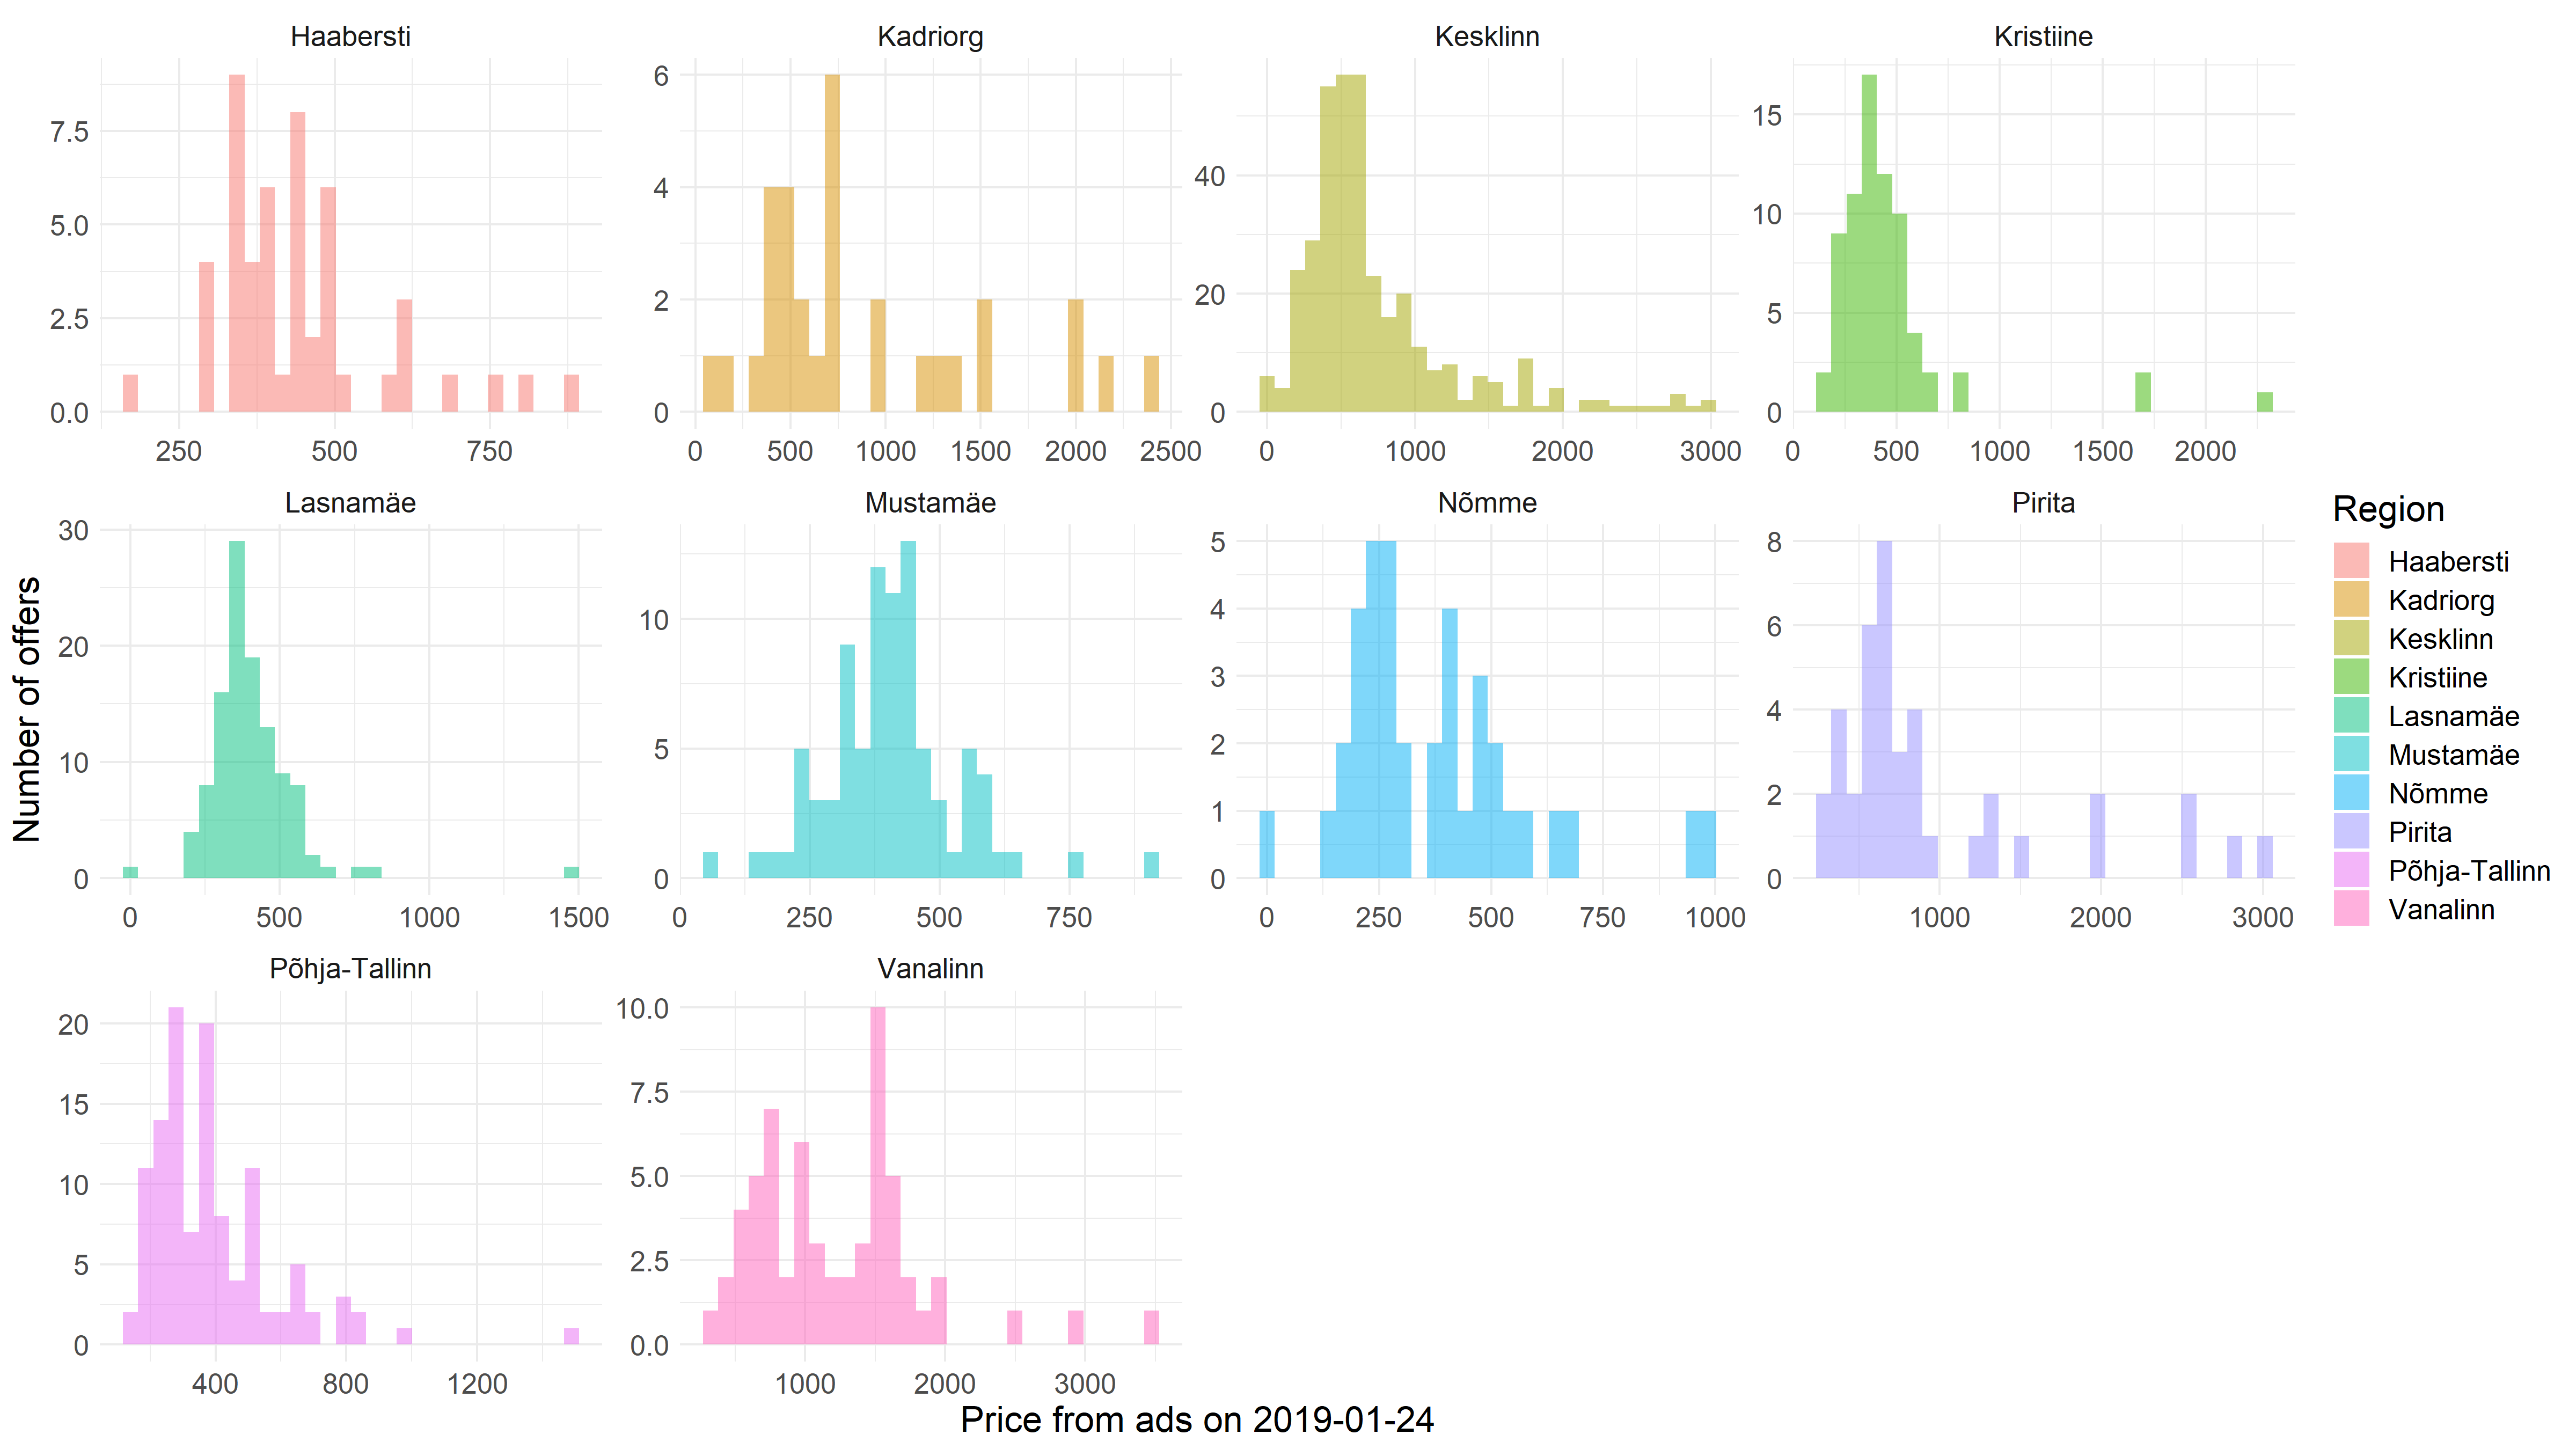 Haabersti Kadriorg Kesklinn Kristiine
7.5
5.0
2.5
0.0
250 500 750
6
4
2
0
0 500 1000 1500 2000 2500
40
20
0
0 1000 2000 3000
15
10
5
0
0 500 1000 1500 2000
Lasnamäe Mustamäe Nõmme Pirita
30
20
10
0
0 500 1000 1500
10
5
0
0 250 500 750
5
4
3
2
1
0
0 250 500 750 1000
8
6
4
2
0
1000 2000 3000
Põhja-Tallinn Vanalinn
20
15
10
5
0
400 800 1200
10.0
7.5
5.0
2.5
0.0
1000 2000 3000
Number of offers
Price from ads on 2019-01-24
Region
Haabersti
Kadriorg
Kesklinn
Kristiine
Lasnamäe
Mustamäe
Nõmme
Pirita
Põhja-Tallinn
Vanalinn